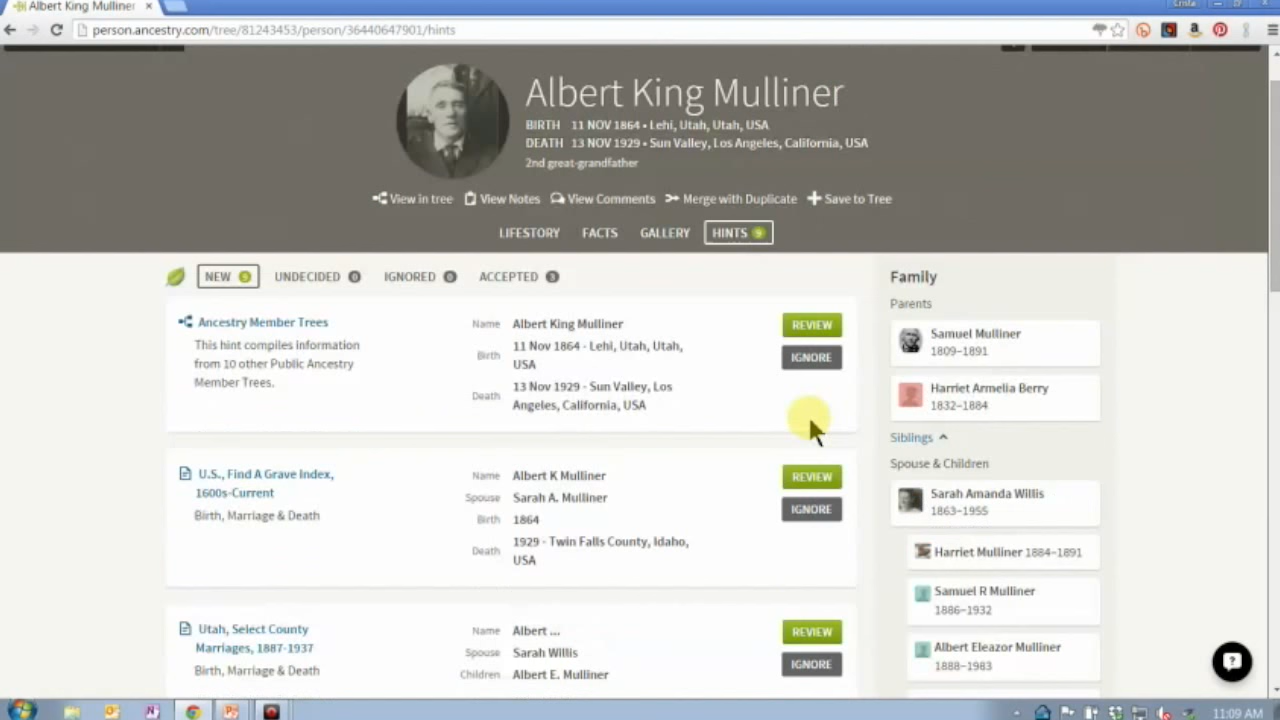 Albert King Mulliner
person.ancestry.com/tree/81243453/person/36440647901/hints
Albert King Mulliner
BIRTH 11 NOV 1864 • Lehi, Utah, Utah, USA
DEATH 13 NOV 1929 • Sun Valley, Los Angeles, California, USA
2nd great-grandfather
View in tree View Notes View Comments Merge with Duplicate Save to Tree
LIFESTORY FACTS GALLERY HINTS
NEW UNDECIDED 0 IGNORED 0 ACCEPTED 3
Ancestry Member Trees
This hint compiles information
from 10 other Public Ancestry
Member Trees.
Name Albert King Mulliner
Birth 11 Nov 1864 - Lehi, Utah, Utah,
USA
Death 13 Nov 1929 - Sun Valley, Los
Angeles, California, USA
REVIEW
IGNORE
U.S., Find A Grave Index,
1600s-Current
Birth, Marriage & Death
Name Albert K Mulliner
Spouse Sarah A. Mulliner
Birth 1864
Death 1929 - Twin Falls County, Idaho,
USA
REVIEW
IGNORE
Utah, Select County
Marriages, 1887-1937
Birth, Marriage & Death
Name Albert ...
Spouse Sarah Willis
Children Albert E. Mulliner
REVIEW
IGNORE
Family
Parents
Samuel Mulliner
1809–1891
Harriet Armelia Berry
1832–1884
Siblings
Spouse & Children
Sarah Amanda Willis
1863–1955
Harriet Mulliner 1884–1891
Samuel R Mulliner
1886–1932
Albert Eleazor Mulliner
1888–1983
11:09 AM